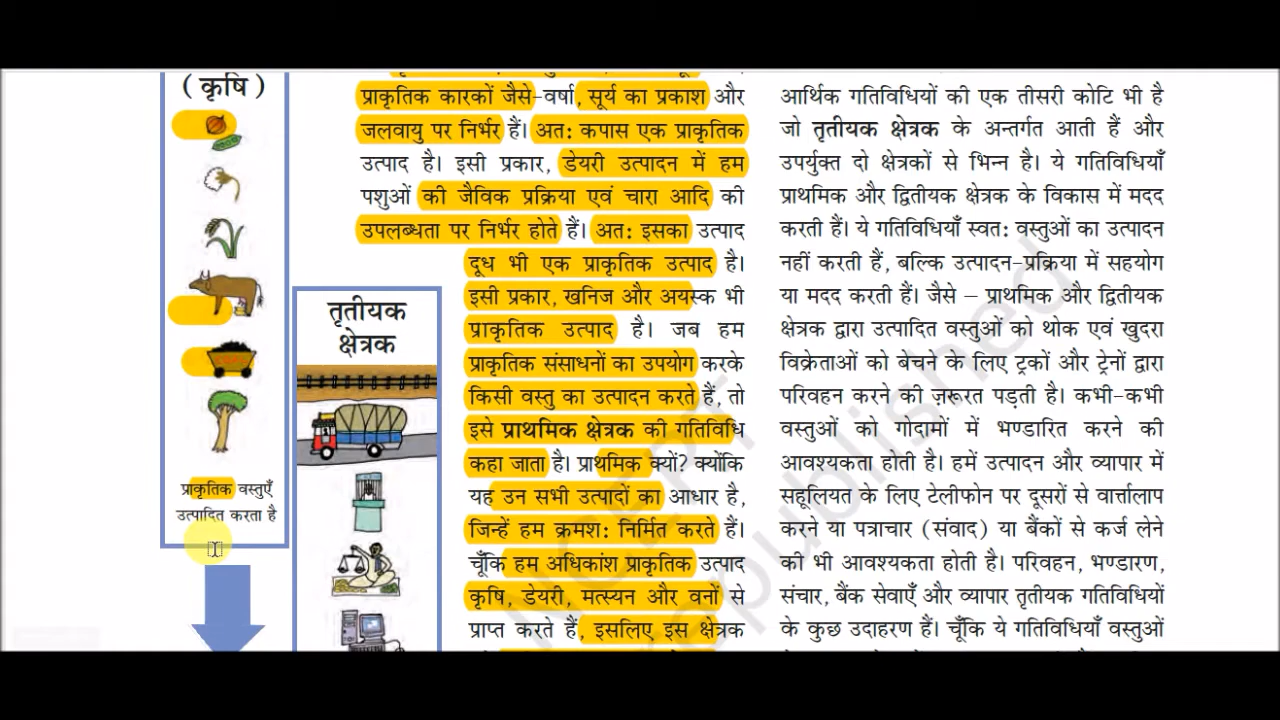 ( कृषि )
प्राकृतिक वस्तुएँ
उत्पादित करता है
तृतीयक
क्षेत्रक
प्राकृतिक कारकों जैसे–वर्षा, सूर्य का प्रकाश और
जलवायु पर निर्भर हैं। अतः कपास एक प्राकृतिक
उत्पाद है। इसी प्रकार, डेयरी उत्पादन में हम
पशुओं की जैविक प्रक्रिया एवं चारा आदि की
उपलब्धता पर निर्भर होते हैं। अतः इसका उत्पाद
दूध भी एक प्राकृतिक उत्पाद है।
इसी प्रकार, खनिज और अयस्क भी
प्राकृतिक उत्पाद है। जब हम
प्राकृतिक संसाधनों का उपयोग करके
किसी वस्तु का उत्पादन करते हैं, तो
इसे प्राथमिक क्षेत्रक की गतिविधि
कहा जाता है। प्राथमिक क्यों? क्योंकि
यह उन सभी उत्पादों का आधार है,
जिन्हें हम क्रमशः निर्मित करते हैं।
चूँकि हम अधिकांश प्राकृतिक उत्पाद
कृषि, डेयरी, मत्स्यन और वनों से
प्राप्त करते हैं, इसलिए इस क्षेत्रक
आर्थिक गतिविधियों की एक तीसरी कोटि भी है
जो तृतीयक क्षेत्रक के अन्तर्गत आती हैं और
उपर्युक्त दो क्षेत्रकों से भिन्न है। ये गतिविधियाँ
प्राथमिक और द्वितीयक क्षेत्रक के विकास में मदद
करती हैं। ये गतिविधियाँ स्वतः वस्तुओं का उत्पादन
नहीं करती हैं, बल्कि उत्पादन-प्रक्रिया में सहयोग
या मदद करती हैं। जैसे – प्राथमिक और द्वितीयक
क्षेत्रक द्वारा उत्पादित वस्तुओं को थोक एवं खुदरा
विक्रेताओं को बेचने के लिए ट्रकों और ट्रेनों द्वारा
परिवहन करने की ज़रूरत पड़ती है। कभी-कभी
वस्तुओं को गोदामों में भण्डारित करने की
आवश्यकता होती है। हमें उत्पादन और व्यापार में
सहूलियत के लिए टेलीफोन पर दूसरों से वार्त्तालाप
करने या पत्राचार (संवाद) या बैंकों से कर्ज लेने
की भी आवश्यकता होती है। परिवहन, भण्डारण,
संचार, बैंक सेवाएँ और व्यापार तृतीयक गतिविधियों
के कुछ उदाहरण हैं। चूँकि ये गतिविधियाँ वस्तुओं